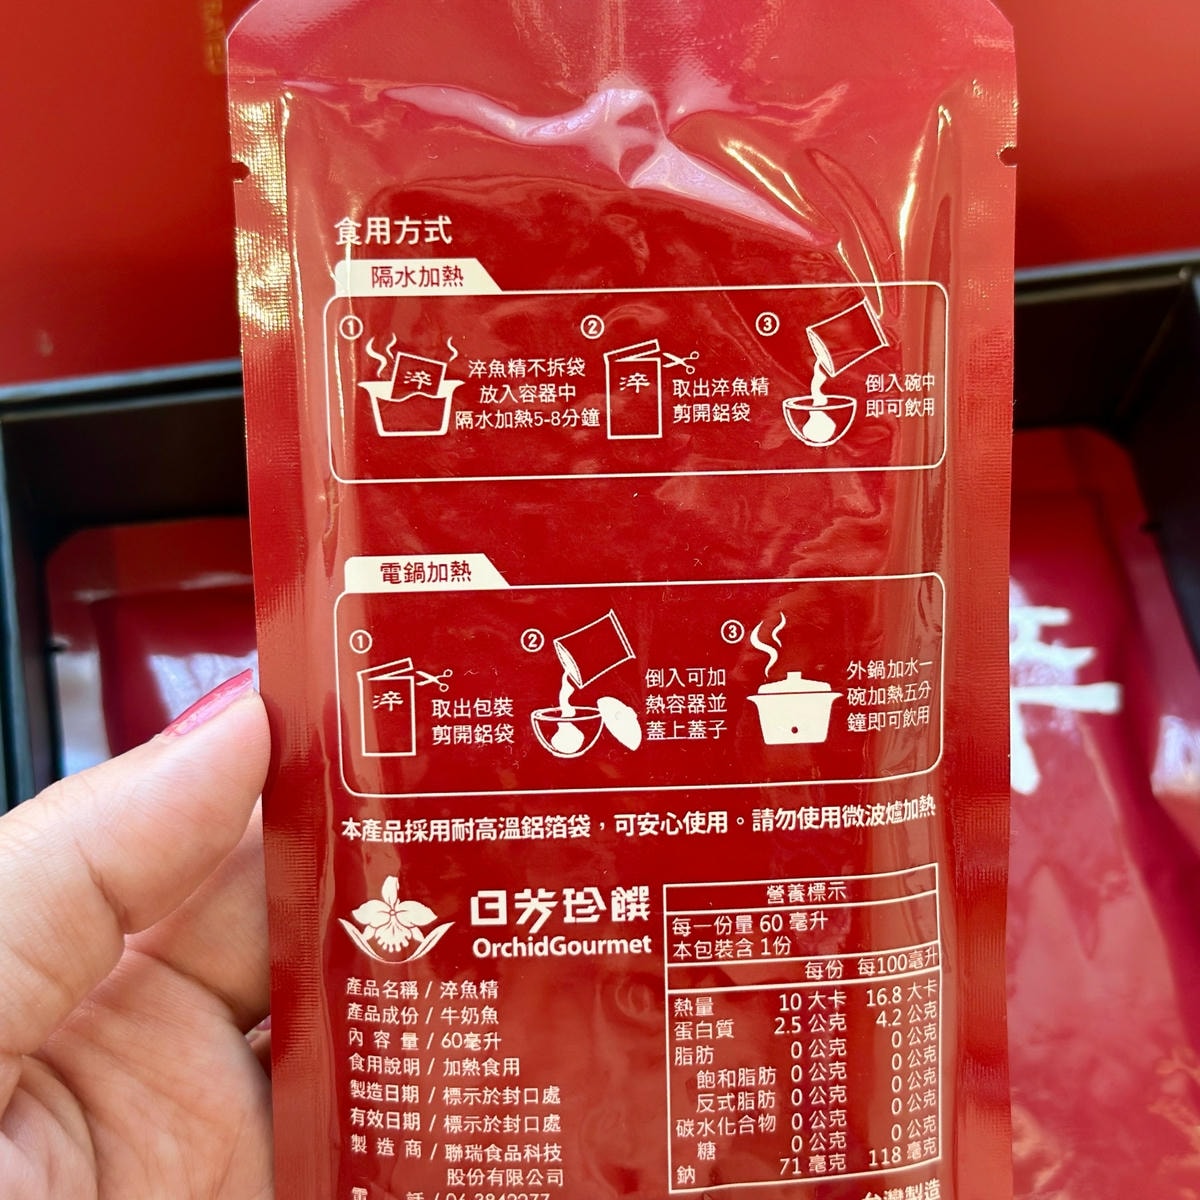 食用方式
隔水加熱
①
淬
淬魚精不拆袋
放入容器中
隔水加熱5-8分鐘
②
淬
取出淬魚精
剪開鋁袋
③
倒入碗中
即可飲用
電鍋加熱
①
淬
取出包裝
剪開鋁袋
②
倒入可加
熱容器並
蓋上蓋子
③
外鍋加水一
碗加熱五分
鐘即可飲用
本產品採用耐高溫鋁箔袋，可安心使用。請勿使用微波爐加熱
日芳珍饌
OrchidGourmet
產品名稱 / 淬魚精
產品成份 / 牛奶魚
內容量 / 60毫升
食用說明 / 加熱食用
製造日期 / 標示於封口處
有效日期 / 標示於封口處
製造商 / 聯瑞食品科技
股份有限公司
營養標示
每一份量 60 毫升
本包裝含 1份
每份 每100毫升
熱量 10 大卡 16.8 大卡
蛋白質 2.5 公克 4.2 公克
脂肪 0 公克 0 公克
飽和脂肪 0 公克 0 公克
反式脂肪 0 公克 0 公克
碳水化合物 0 公克 0 公克
糖 0 公克 0 公克
鈉 71 毫克 118 毫克
台灣製造